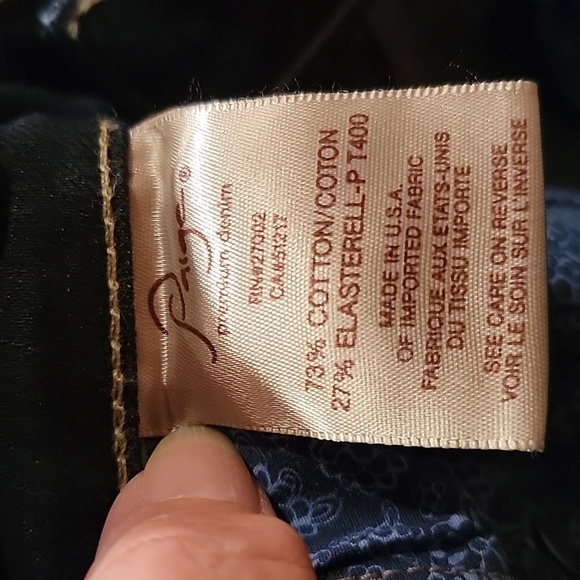 Paige®
premium denim
RN#27002
CA#51217
73% COTTON/COTON
27% ELASTERELL-P T400
MADE IN U.S.A.
OF IMPORTED FABRIC
FABRIQUE AUX ETATS-UNIS
DU TISSU IMPORTE
SEE CARE ON REVERSE
VOIR LE SOIN SUR L'INVERSE